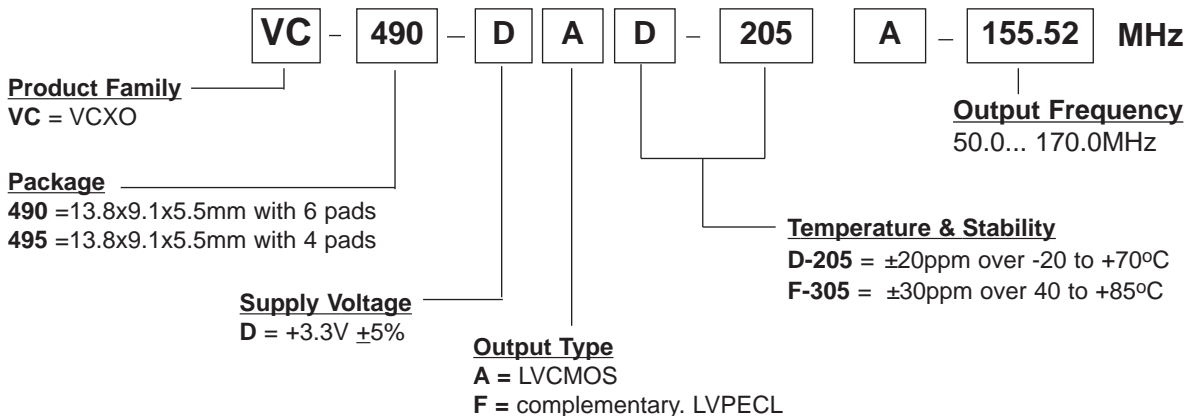 VC - 490 - D A D - 205 A - 155.52 MHz
Product Family
VC = VCXO
Output Frequency
50.0... 170.0MHz
Package
490 =13.8x9.1x5.5mm with 6 pads
495 =13.8x9.1x5.5mm with 4 pads
Temperature & Stability
D-205 = ±20ppm over -20 to +70ºC
F-305 = ±30ppm over 40 to +85ºC
Supply Voltage
D = +3.3V ±5%
Output Type
A = LVCMOS
F = complementary. LVPECL